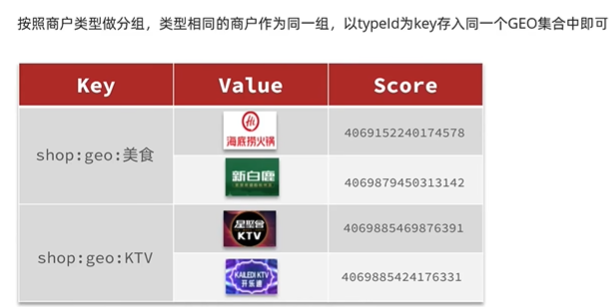 按照商户类型做分组，类型相同的商户作为同一组，以typeId为key存入同一个GEO集合中即可
Key Value Score
shop:geo:美食
海底捞火锅
4069152240174578
新白鹿
4069879450313142
shop:geo:KTV
星聚会
KTV
4069885469876391
KAILEDI KTV
开乐迪
4069885424176331